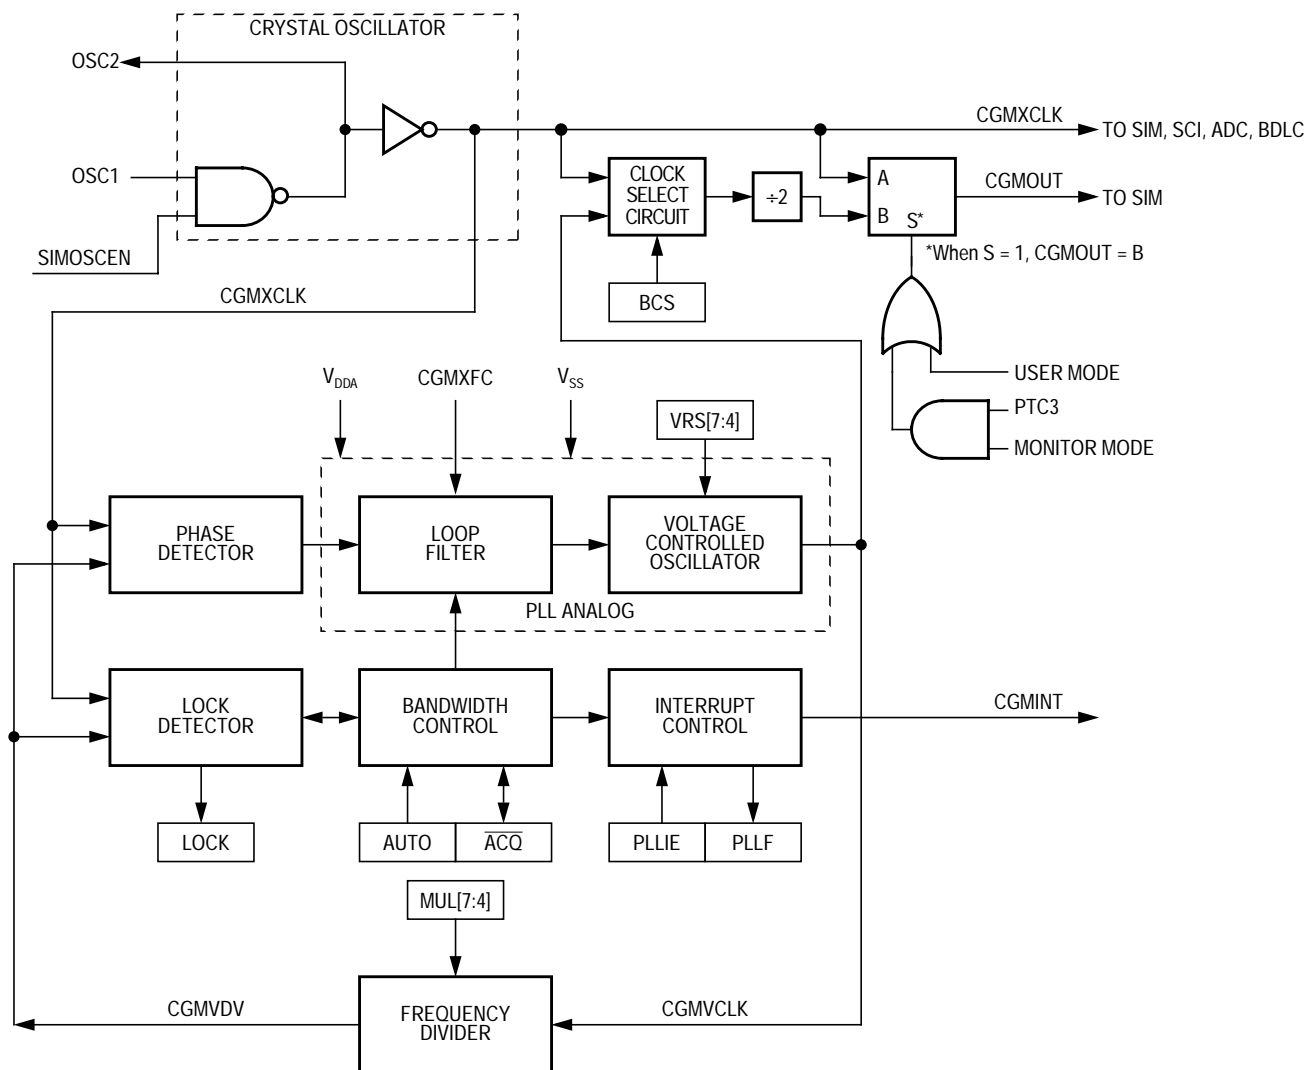 CRYSTAL OSCILLATOR
OSC2
CGMXCLK
TO SIM, SCI, ADC, BDLC
OSC1
CLOCK
SELECT
CIRCUIT
÷2
A
B
S*
CGMOUT
TO SIM
*When S = 1, CGMOUT = B
SIMOSCEN
CGMXCLK
BCS
USER MODE
PTC3
MONITOR MODE
VDDA
CGMXFC
VSS
VRS[7:4]
PHASE
DETECTOR
LOOP
FILTER
VOLTAGE
CONTROLLED
OSCILLATOR
PLL ANALOG
LOCK
DETECTOR
BANDWIDTH
CONTROL
INTERRUPT
CONTROL
CGMINT
LOCK
AUTO
A̅C̅Q̅
PLLIE
PLLF
MUL[7:4]
CGMVDV
FREQUENCY
DIVIDER
CGMVCLK